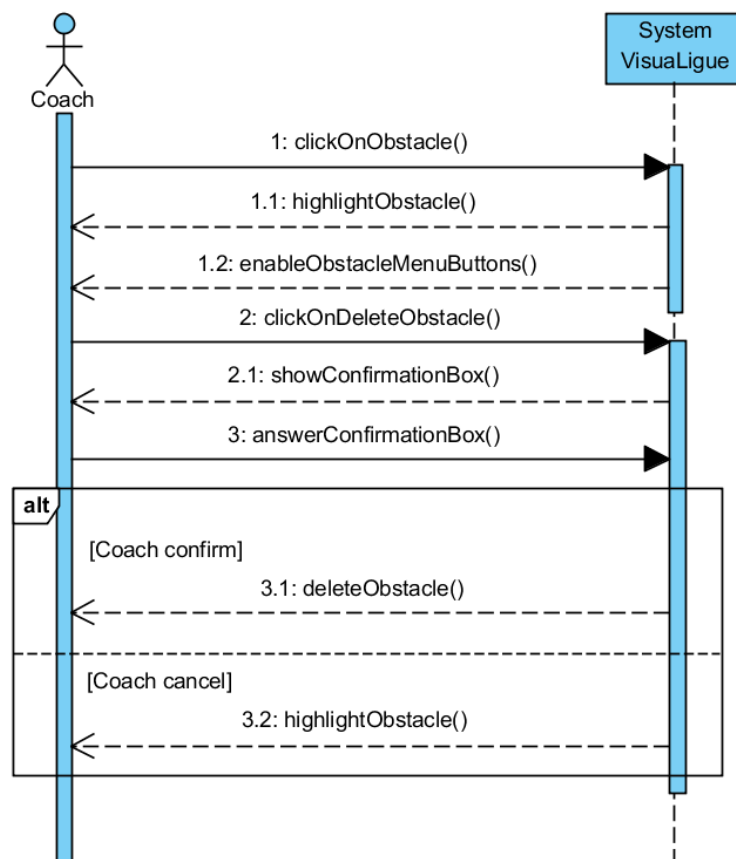 System
VisuaLigue
Coach
1: clickOnObstacle()
1.1: highlightObstacle()
1.2: enableObstacleMenuButtons()
2: clickOnDeleteObstacle()
2.1: showConfirmationBox()
3: answerConfirmationBox()
alt
[Coach confirm]
3.1: deleteObstacle()
[Coach cancel]
3.2: highlightObstacle()